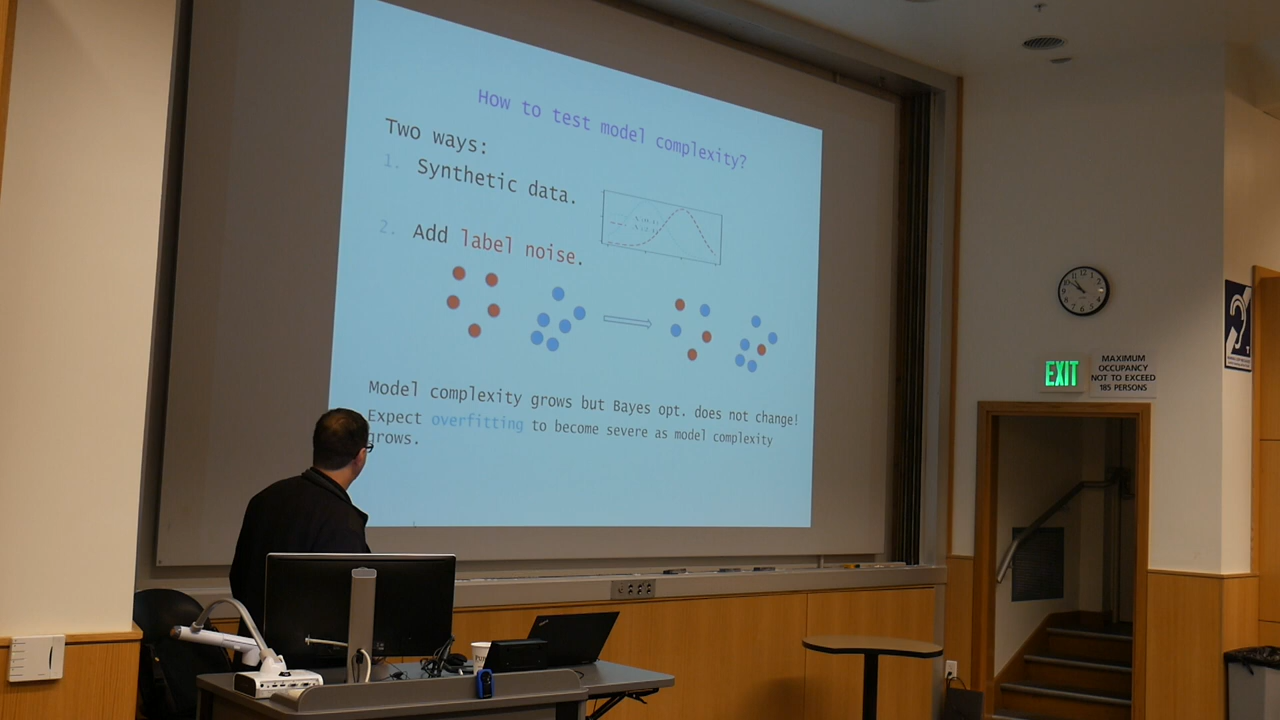 How to test model complexity?
Two ways:
1. Synthetic data.
2. Add label noise.
Model complexity grows but Bayes opt. does not change!
Expect overfitting to become severe as model complexity
grows.
EXIT
MAXIMUM
OCCUPANCY
NOT TO EXCEED
185 PERSONS